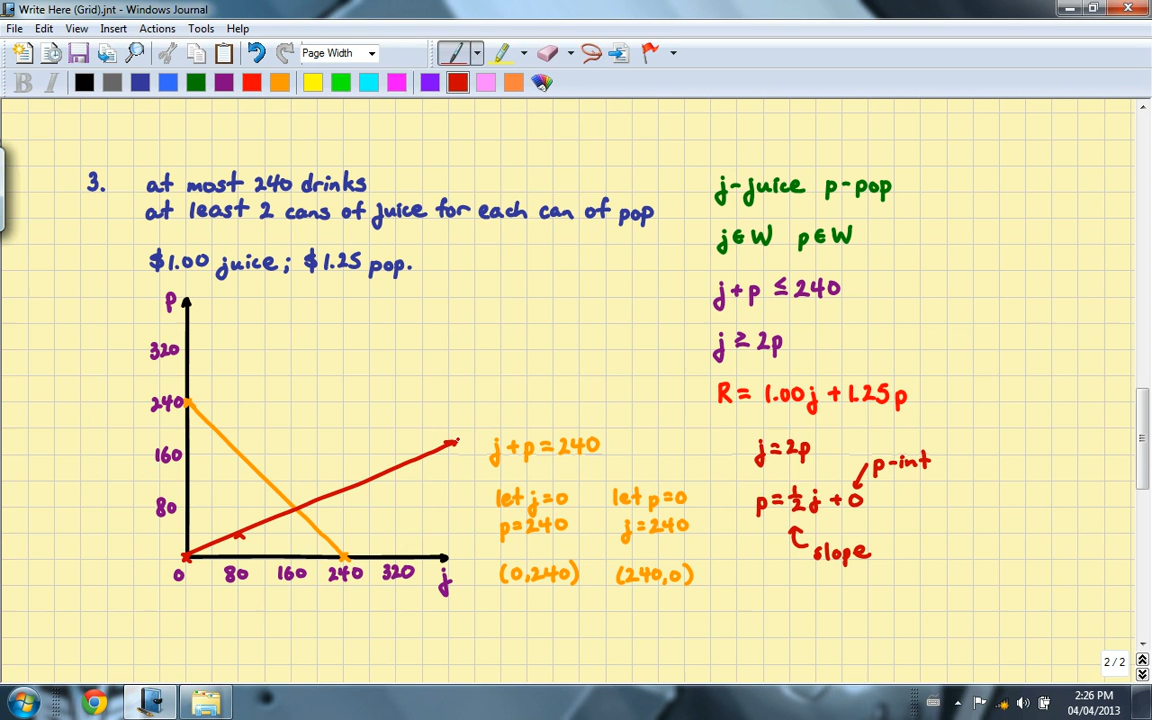 Write Here (Grid).jnt - Windows Journal
File Edit View Insert Actions Tools Help
Page Width
B I
3. at most 240 drinks
at least 2 cans of juice for each can of pop
$1.00 juice; $1.25 pop.
j-juice p-pop
j∈W p∈W
j+p ≤ 240
j ≥ 2p
R = 1.00j + 1.25p
j = 2p
p-int
p = 1/2 j + 0
slope
p
320
240
160
80
0 80 160 240 320 j
j+p = 240
let j=0 let p=0
p=240 j=240
(0,240) (240,0)
2 / 2
2:26 PM
04/04/2013